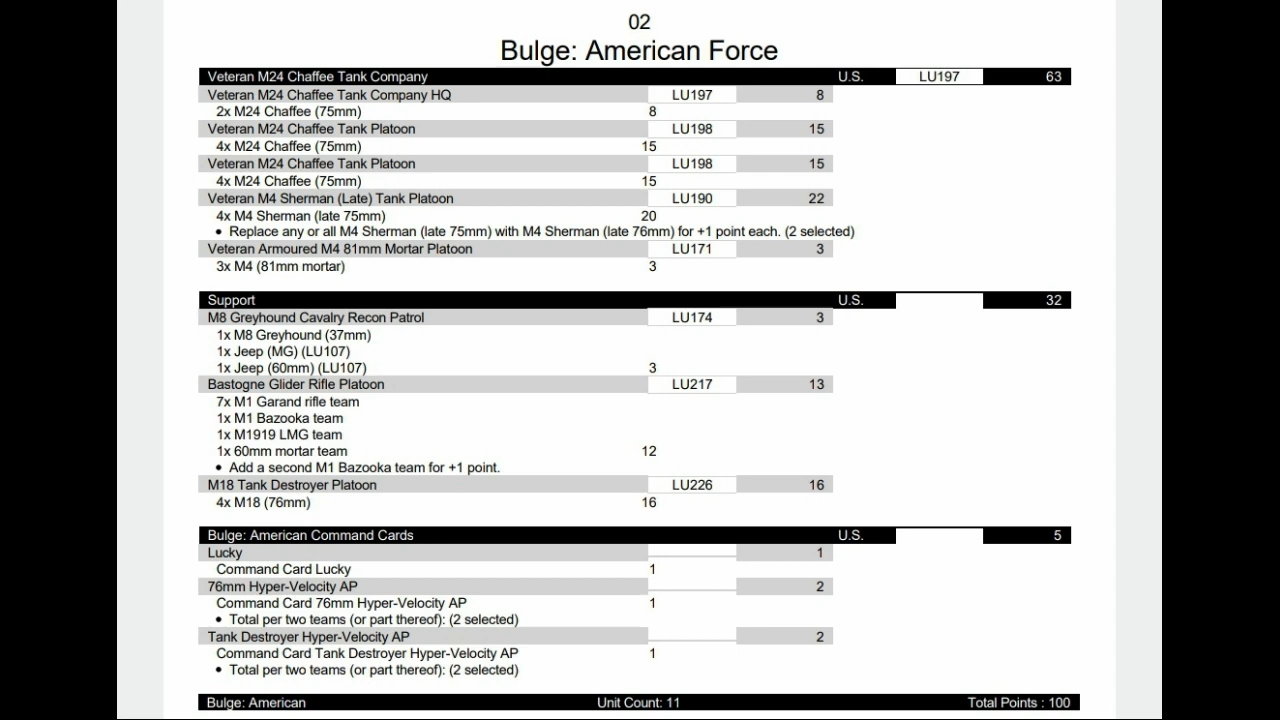 02
Bulge: American Force
Veteran M24 Chaffee Tank Company U.S. LU197 63
Veteran M24 Chaffee Tank Company HQ LU197 8
2x M24 Chaffee (75mm) 8
Veteran M24 Chaffee Tank Platoon LU198 15
4x M24 Chaffee (75mm) 15
Veteran M24 Chaffee Tank Platoon LU198 15
4x M24 Chaffee (75mm) 15
Veteran M4 Sherman (Late) Tank Platoon LU190 22
4x M4 Sherman (late 75mm) 20
• Replace any or all M4 Sherman (late 75mm) with M4 Sherman (late 76mm) for +1 point each. (2 selected)
Veteran Armoured M4 81mm Mortar Platoon LU171 3
3x M4 (81mm mortar) 3
Support U.S. 32
M8 Greyhound Cavalry Recon Patrol LU174 3
1x M8 Greyhound (37mm)
1x Jeep (MG) (LU107)
1x Jeep (60mm) (LU107) 3
Bastogne Glider Rifle Platoon LU217 13
7x M1 Garand rifle team
1x M1 Bazooka team
1x M1919 LMG team
1x 60mm mortar team 12
• Add a second M1 Bazooka team for +1 point.
M18 Tank Destroyer Platoon LU226 16
4x M18 (76mm) 16
Bulge: American Command Cards U.S. 5
Lucky 1
Command Card Lucky 1
76mm Hyper-Velocity AP 2
Command Card 76mm Hyper-Velocity AP 1
• Total per two teams (or part thereof): (2 selected)
Tank Destroyer Hyper-Velocity AP 2
Command Card Tank Destroyer Hyper-Velocity AP 1
• Total per two teams (or part thereof): (2 selected)
Bulge: American Unit Count: 11 Total Points : 100